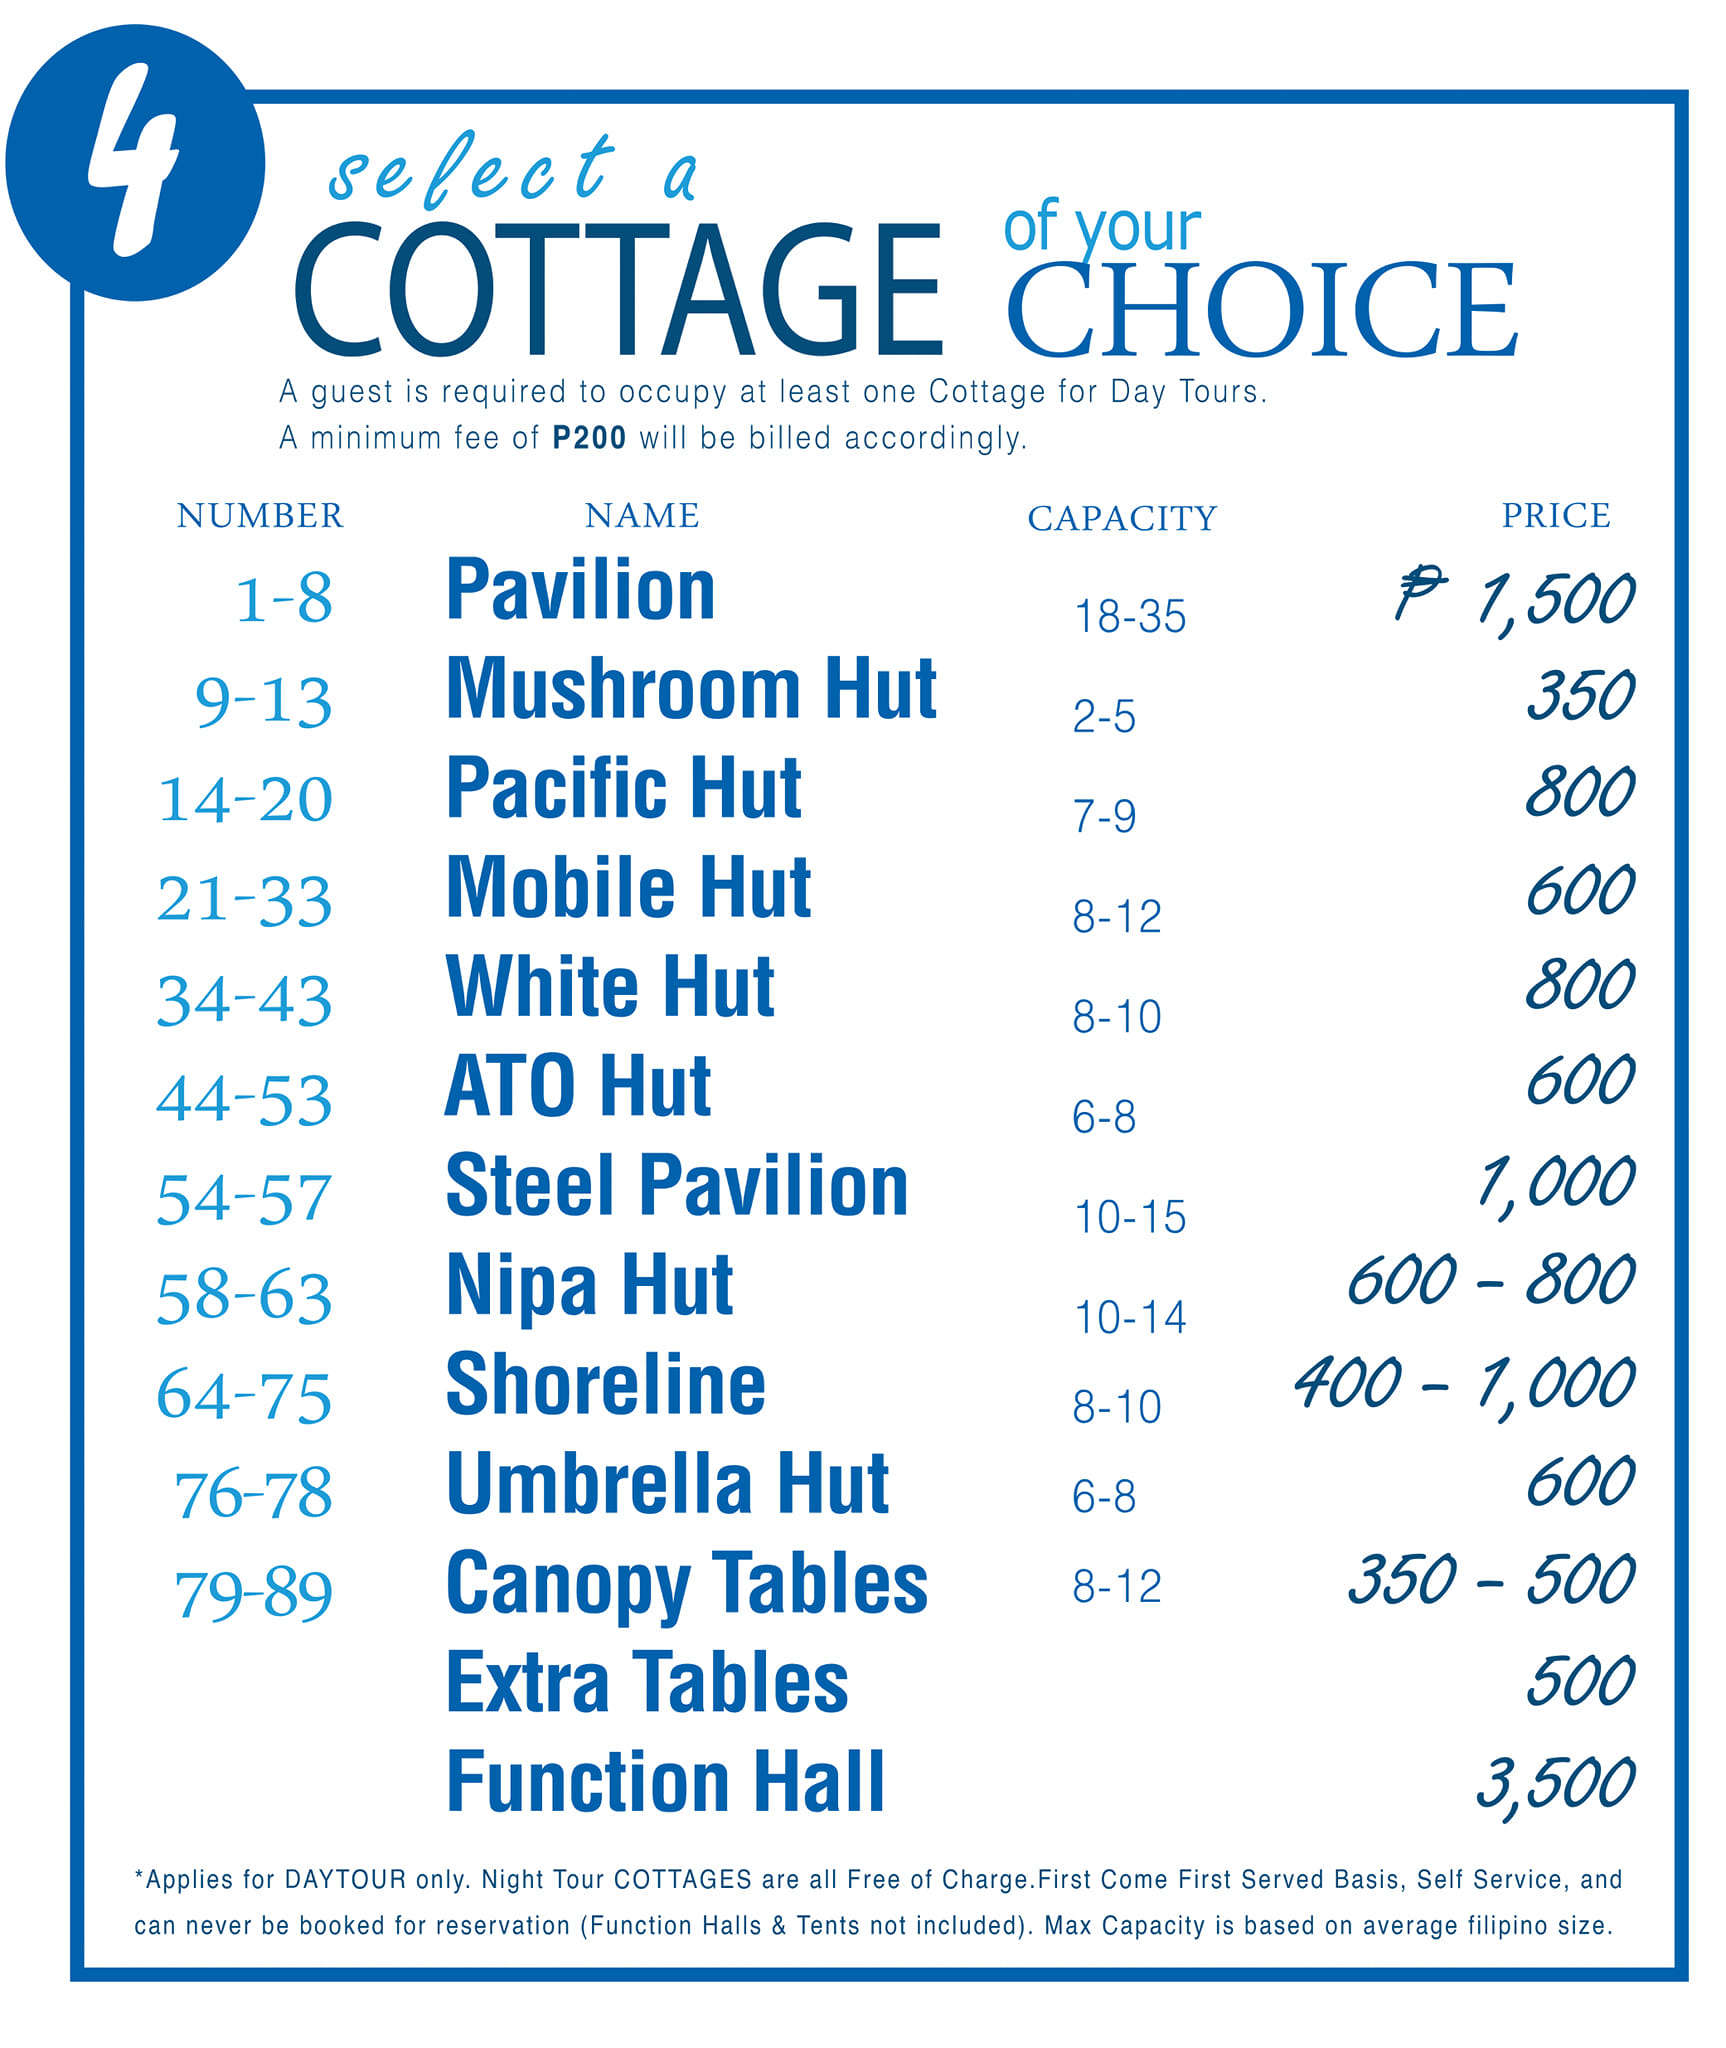 4
select a
COTTAGE of your CHOICE
A guest is required to occupy at least one Cottage for Day Tours.
A minimum fee of P200 will be billed accordingly.
NUMBER NAME CAPACITY PRICE
1-8 Pavilion 18-35 ₱ 1,500
9-13 Mushroom Hut 2-5 350
14-20 Pacific Hut 7-9 800
21-33 Mobile Hut 8-12 600
34-43 White Hut 8-10 800
44-53 ATO Hut 6-8 600
54-57 Steel Pavilion 10-15 1,000
58-63 Nipa Hut 10-14 600 - 800
64-75 Shoreline 8-10 400 - 1,000
76-78 Umbrella Hut 6-8 600
79-89 Canopy Tables 8-12 350 - 500
Extra Tables 500
Function Hall 3,500
*Applies for DAYTOUR only. Night Tour COTTAGES are all Free of Charge.First Come First Served Basis, Self Service, and
can never be booked for reservation (Function Halls & Tents not included). Max Capacity is based on average filipino size.